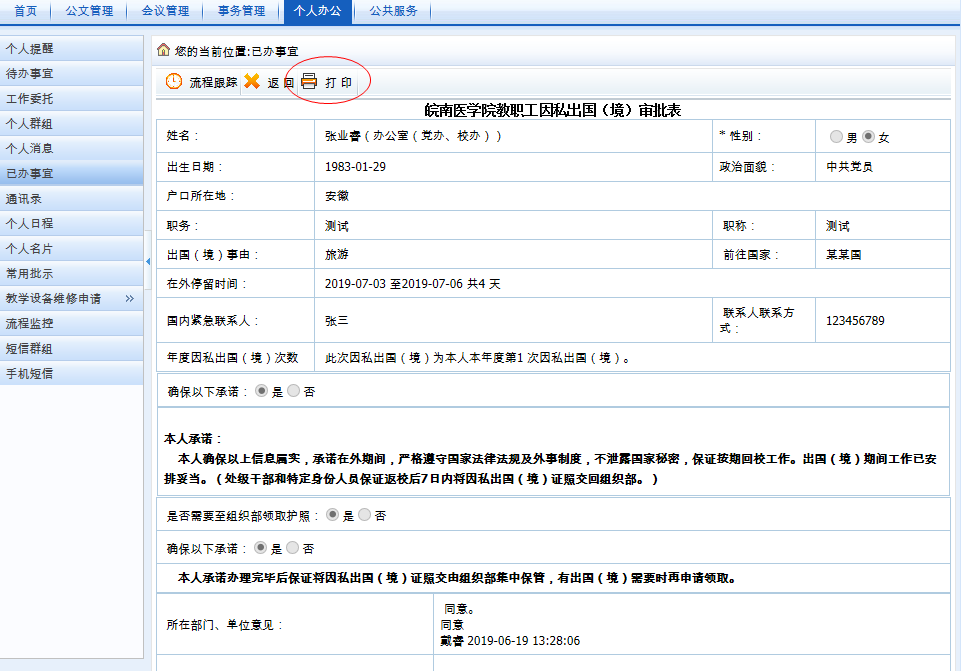 首页 公文管理 会议管理 事务管理 个人办公 公共服务
个人提醒
待办事宜
工作委托
个人群组
个人消息
已办事宜
通讯录
个人日程
个人名片
常用批示
教学设备维修申请 »
流程监控
短信群组
手机短信
您的当前位置:已办事宜
流程跟踪 返 回 打 印
皖南医学院教职工因私出国（境）审批表
姓名： 张业睿（办公室（党办、校办）） * 性别： 男 女
出生日期： 1983-01-29 政治面貌： 中共党员
户口所在地： 安徽
职务： 测试 职称： 测试
出国（境）事由： 旅游 前往国家： 某某国
在外停留时间： 2019-07-03 至2019-07-06 共4 天
国内紧急联系人： 张三 联系人联系方
式： 123456789
年度因私出国（境）次数 此次因私出国（境）为本人本年度第1 次因私出国（境）。
确保以下承诺： 是 否
本人承诺：
本人确保以上信息属实，承诺在外期间，严格遵守国家法律法规及外事制度，不泄露国家秘密，保证按期回校工作。出国（境）期间工作已安
排妥当。（处级干部和特定身份人员保证返校后7日内将因私出国（境）证照交回组织部。）
是否需要至组织部领取护照： 是 否
确保以下承诺： 是 否
本人承诺办理完毕后保证将因私出国（境）证照交由组织部集中保管，有出国（境）需要时再申请领取。
所在部门、单位意见： 同意。
同意
戴睿 2019-06-19 13:28:06